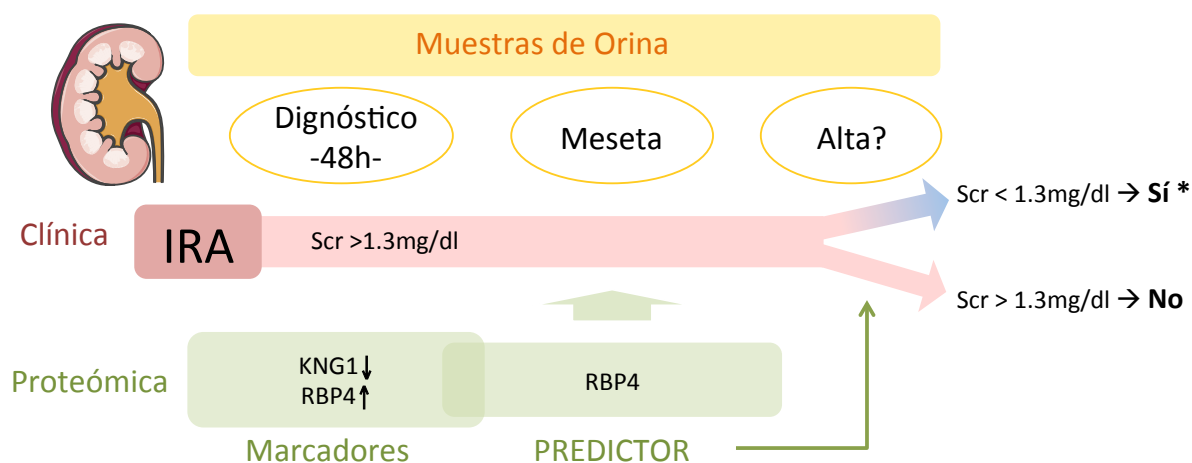 Muestras de Orina
Dignóstico
-48h-
Meseta
Alta?
Scr < 1.3mg/dl → Sí *
Clínica
IRA
Scr >1.3mg/dl
Scr > 1.3mg/dl → No
Proteómica
KNG1↓
RBP4↑
RBP4
Marcadores
PREDICTOR